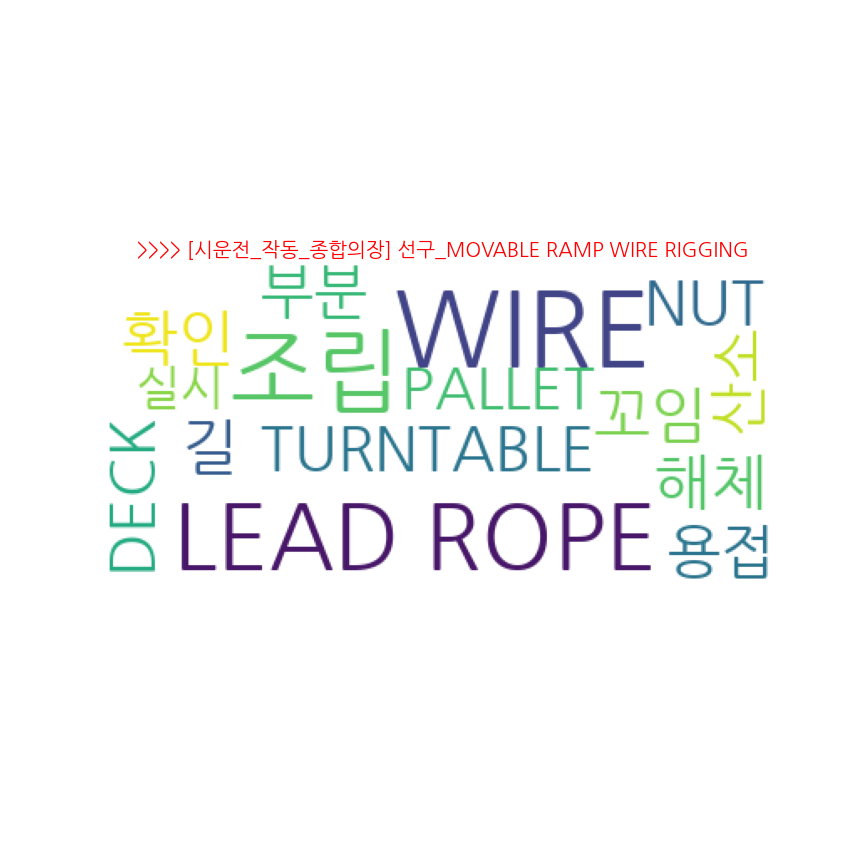 >>>> [시운전_작동_종합의장] 선구_MOVABLE RAMP WIRE RIGGING
부분
WIRE
NUT
확인
조립
산소
실시
PALLET
꼬임
길
TURNTABLE
DECK
해체
LEAD ROPE
용접